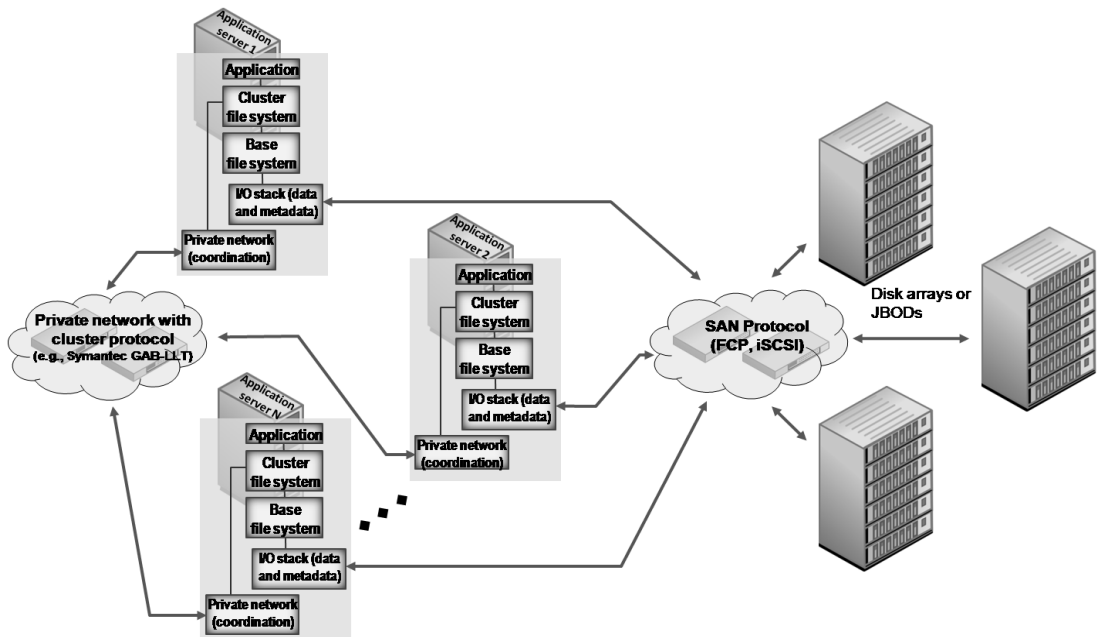 Application
server 1
Application
Cluster
file system
Base
file system
I/O stack (data
and metadata)
Private network
(coordination)
Application
server 2
Application
Cluster
file system
Base
file system
I/O stack (data
and metadata)
Private network
(coordination)
Private network with
cluster protocol
(e.g., Symantec GAB-LLT)
SAN Protocol
(FCP, iSCSI)
Disk arrays or
JBODs
Application
server N
Application
Cluster
file system
Base
file system
I/O stack (data
and metadata)
Private network
(coordination)